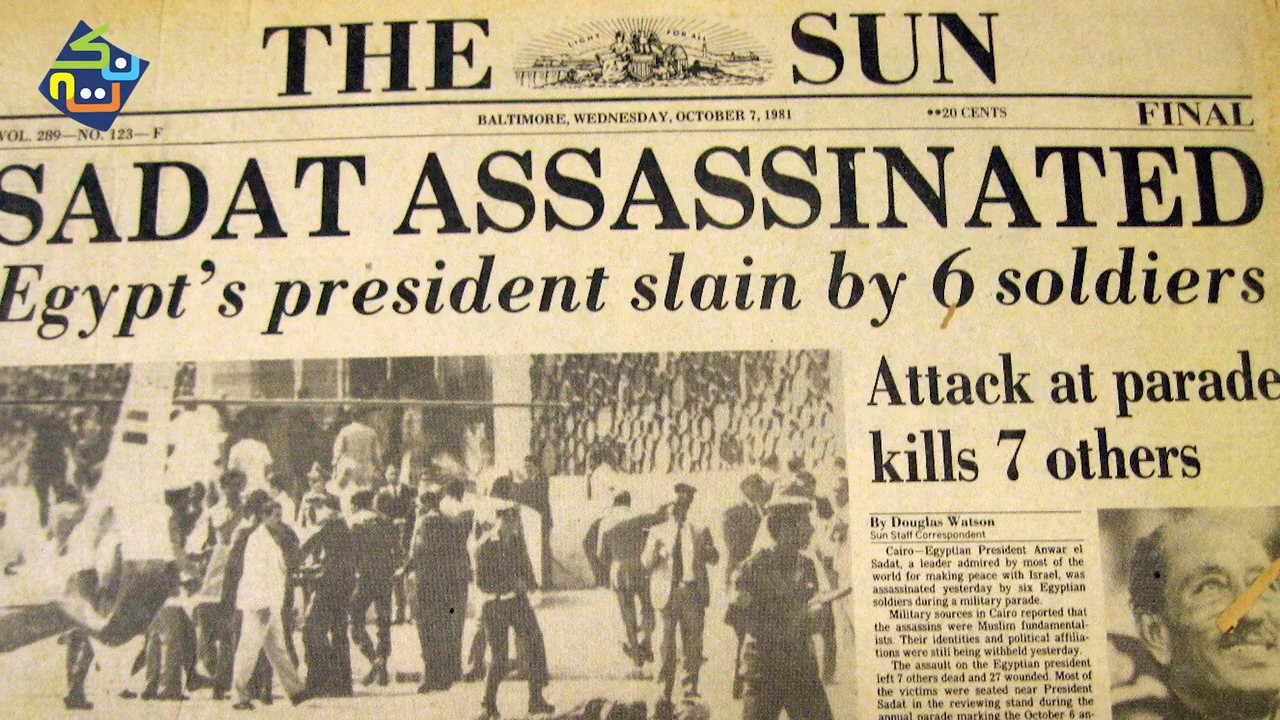 THE SUN
LIGHT FOR ALL
VOL. 289—NO. 123—F
BALTIMORE, WEDNESDAY, OCTOBER 7, 1981
**20 CENTS
FINAL
SADAT ASSASSINATED
Egypt's president slain by 6 soldiers
Attack at parade
kills 7 others
By Douglas Watson
Sun Staff Correspondent
Cairo—Egyptian President Anwar el
Sadat, a leader admired by most of the
world for making peace with Israel, was
assassinated yesterday by six Egyptian
soldiers during a military parade.
Military sources in Cairo reported that
the assassins were Muslim fundamental-
ists. Their identities and political affilia-
tions were still being withheld yesterday.
The assault on the Egyptian president
left 7 others dead and 27 wounded. Most of
the victims were seated near President
Sadat in the reviewing stand during the
annual parade marking the October 6 an-